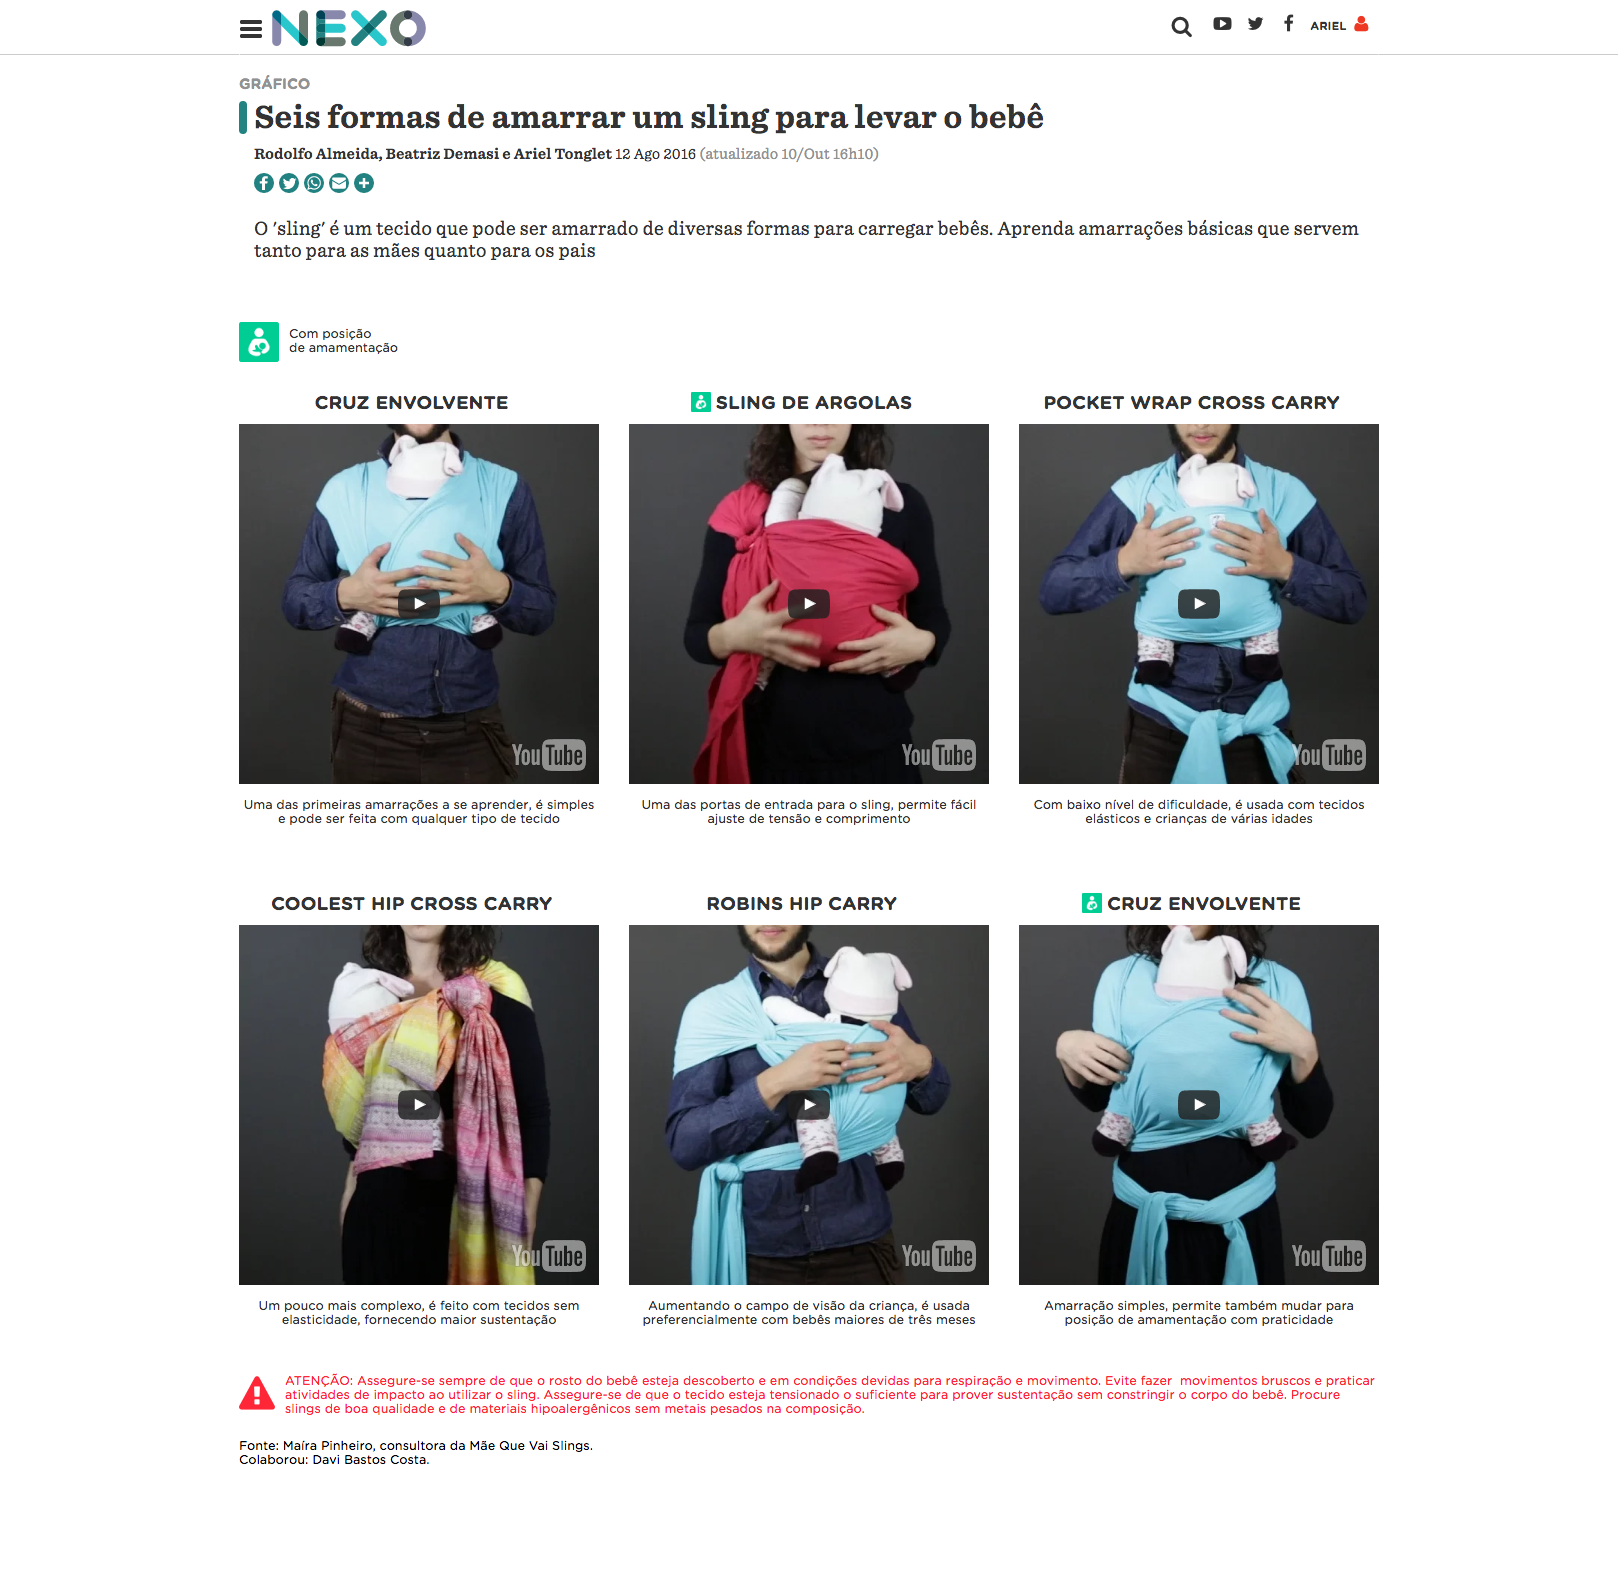 NEXO
ARIEL
GRÁFICO
Seis formas de amarrar um sling para levar o bebê
Rodolfo Almeida, Beatriz Demasi e Ariel Tonglet 12 Ago 2016 (atualizado 10/Out 16h10)
O 'sling' é um tecido que pode ser amarrado de diversas formas para carregar bebês. Aprenda amarrações básicas que servem
tanto para as mães quanto para os pais
Com posição
de amamentação
CRUZ ENVOLVENTE
YouTube
Uma das primeiras amarrações a se aprender, é simples
e pode ser feita com qualquer tipo de tecido
SLING DE ARGOLAS
YouTube
Uma das portas de entrada para o sling, permite fácil
ajuste de tensão e comprimento
POCKET WRAP CROSS CARRY
YouTube
Com baixo nível de dificuldade, é usada com tecidos
elásticos e crianças de várias idades
COOLEST HIP CROSS CARRY
YouTube
Um pouco mais complexo, é feito com tecidos sem
elasticidade, fornecendo maior sustentação
ROBINS HIP CARRY
YouTube
Aumentando o campo de visão da criança, é usada
preferencialmente com bebês maiores de três meses
CRUZ ENVOLVENTE
YouTube
Amarração simples, permite também mudar para
posição de amamentação com praticidade
ATENÇÃO: Assegure-se sempre de que o rosto do bebê esteja descoberto e em condições devidas para respiração e movimento. Evite fazer movimentos bruscos e praticar
atividades de impacto ao utilizar o sling. Assegure-se de que o tecido esteja tensionado o suficiente para prover sustentação sem constringir o corpo do bebê. Procure
slings de boa qualidade e de materiais hipoalergênicos sem metais pesados na composição.
Fonte: Maíra Pinheiro, consultora da Mãe Que Vai Slings.
Colaborou: Davi Bastos Costa.